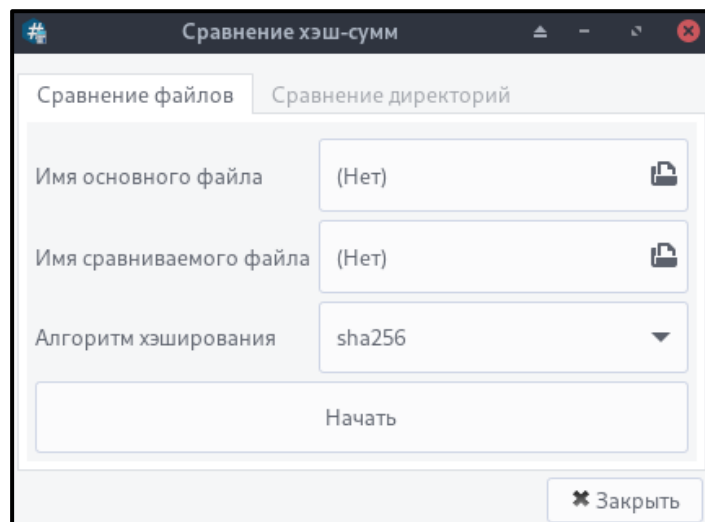 Сравнение хэш-сумм
Сравнение файлов Сравнение директорий
Имя основного файла (Нет)
Имя сравниваемого файла (Нет)
Алгоритм хэширования sha256
Начать
Закрыть